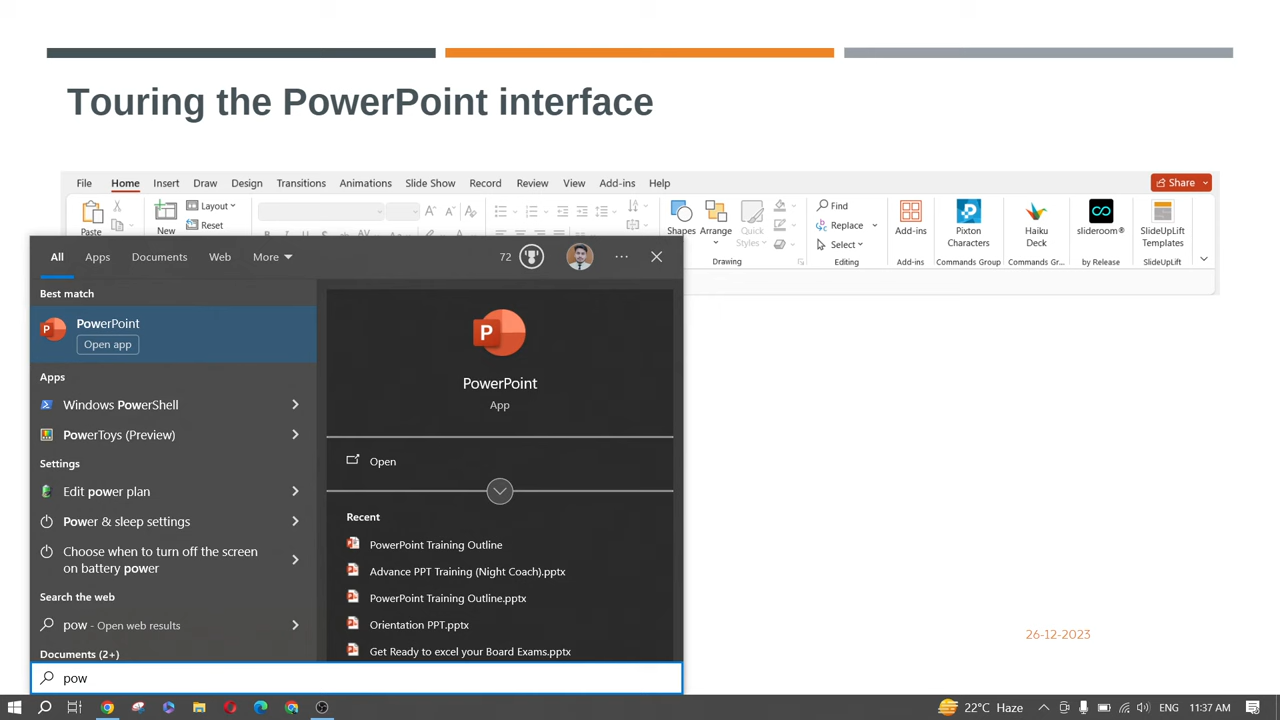 Touring the PowerPoint interface
File Home Insert Draw Design Transitions Animations Slide Show Record Review View Add-ins Help Share
Paste
New
Layout
Reset
Shapes
Arrange
Quick
Styles
Drawing
Find
Replace
Select
Editing
Add-ins
Add-ins
Pixton
Characters
Commands Group
Haiku
Deck
Commands Gr...
slideroom®
by Release
SlideUpLift
Templates
SlideUpLift
All Apps Documents Web More 72
Best match
PowerPoint
Open app
Apps
Windows PowerShell
PowerToys (Preview)
Settings
Edit power plan
Power & sleep settings
Choose when to turn off the screen
on battery power
Search the web
pow - Open web results
Documents (2+)
pow
P
PowerPoint
App
Open
Recent
PowerPoint Training Outline
Advance PPT Training (Night Coach).pptx
PowerPoint Training Outline.pptx
Orientation PPT.pptx
Get Ready to excel your Board Exams.pptx
26-12-2023
22°C Haze ENG 11:37 AM